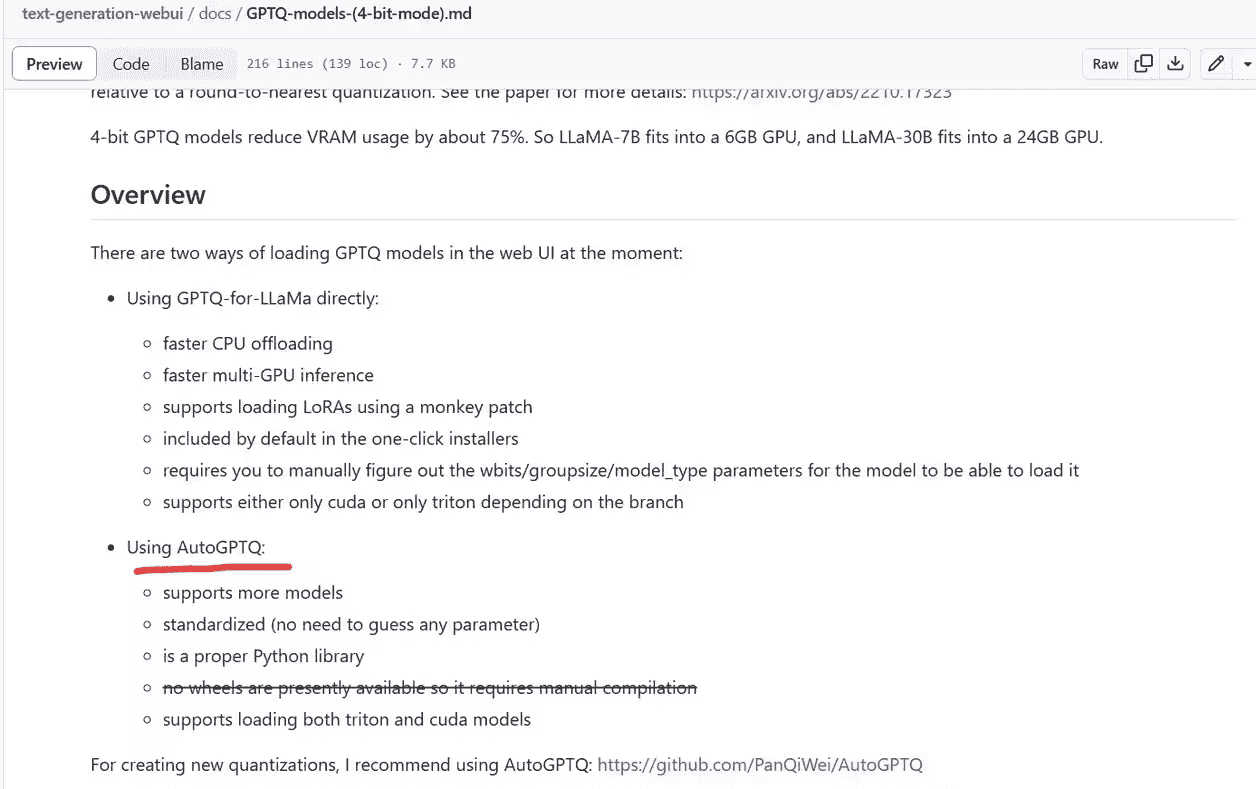 text-generation-webui / docs / GPTQ-models-(4-bit-mode).md
Preview Code Blame 216 lines (139 loc) · 7.7 KB Raw
relative to a round-to-nearest quantization. See the paper for more details: https://arxiv.org/abs/2210.17323
4-bit GPTQ models reduce VRAM usage by about 75%. So LLaMA-7B fits into a 6GB GPU, and LLaMA-30B fits into a 24GB GPU.
Overview
There are two ways of loading GPTQ models in the web UI at the moment:
Using GPTQ-for-LLaMa directly:
faster CPU offloading
faster multi-GPU inference
supports loading LoRAs using a monkey patch
included by default in the one-click installers
requires you to manually figure out the wbits/groupsize/model_type parameters for the model to be able to load it
supports either only cuda or only triton depending on the branch
Using AutoGPTQ:
supports more models
standardized (no need to guess any parameter)
is a proper Python library
no wheels are presently available so it requires manual compilation
supports loading both triton and cuda models
For creating new quantizations, I recommend using AutoGPTQ: https://github.com/PanQiWei/AutoGPTQ